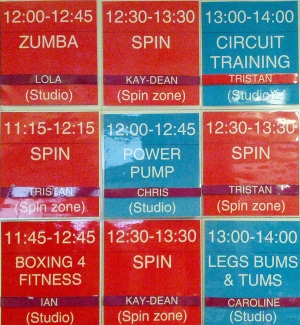 12:00-12:45
ZUMBA
LOLA
(Studio)
12:30-13:30
SPIN
KAY-DEAN
(Spin zone)
13:00-14:00
CIRCUIT
TRAINING
TRISTAN
(Studio)
11:15-12:15
SPIN
TRISTAN
(Spin zone)
12:00-12:45
POWER
PUMP
CHRIS
(Studio)
12:30-13:30
SPIN
TRISTAN
(Spin zone)
11:45-12:45
BOXING 4
FITNESS
IAN
(Studio)
12:30-13:30
SPIN
KAY-DEAN
(Spin zone)
13:00-14:00
LEGS BUMS
& TUMS
CAROLINE
(Studio)